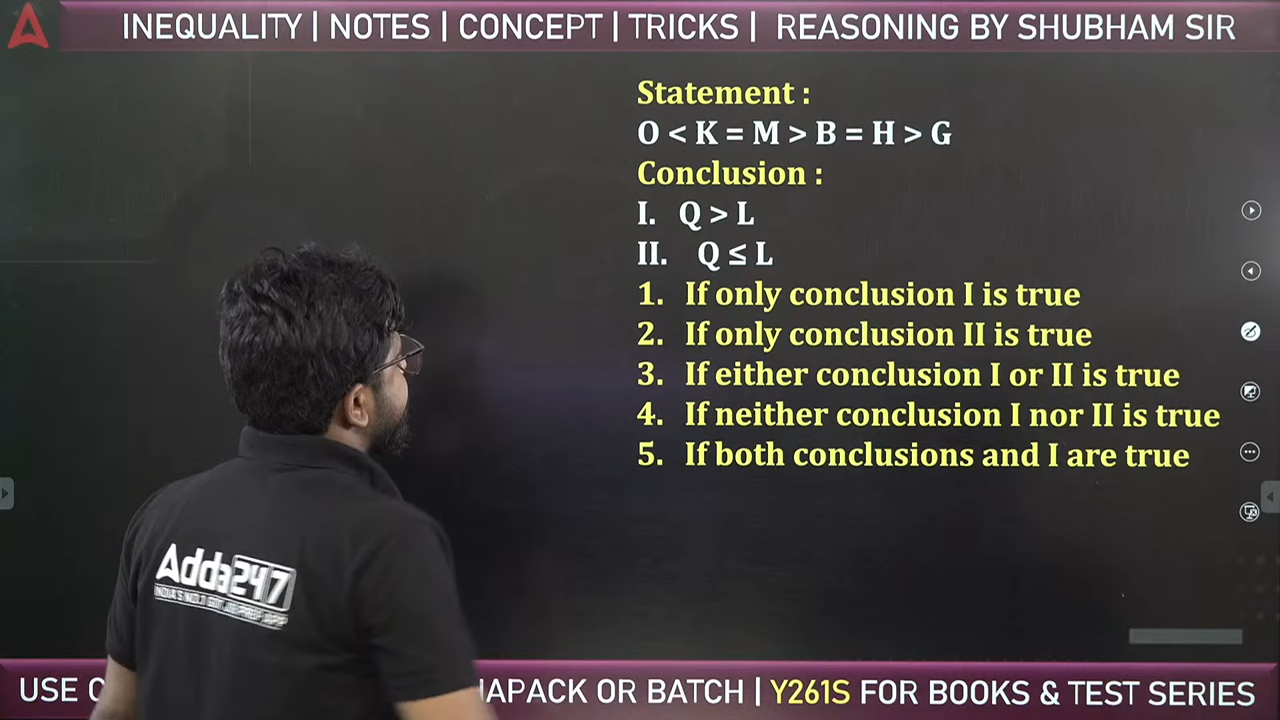 INEQUALITY | NOTES | CONCEPT | TRICKS | REASONING BY SHUBHAM SIR
Statement :
O < K = M > B = H > G
Conclusion :
I. Q > L
II. Q ≤ L
1. If only conclusion I is true
2. If only conclusion II is true
3. If either conclusion I or II is true
4. If neither conclusion I nor II is true
5. If both conclusions and I are true
Adda247
USE
OR BATCH | Y261S FOR BOOKS & TEST SERIES